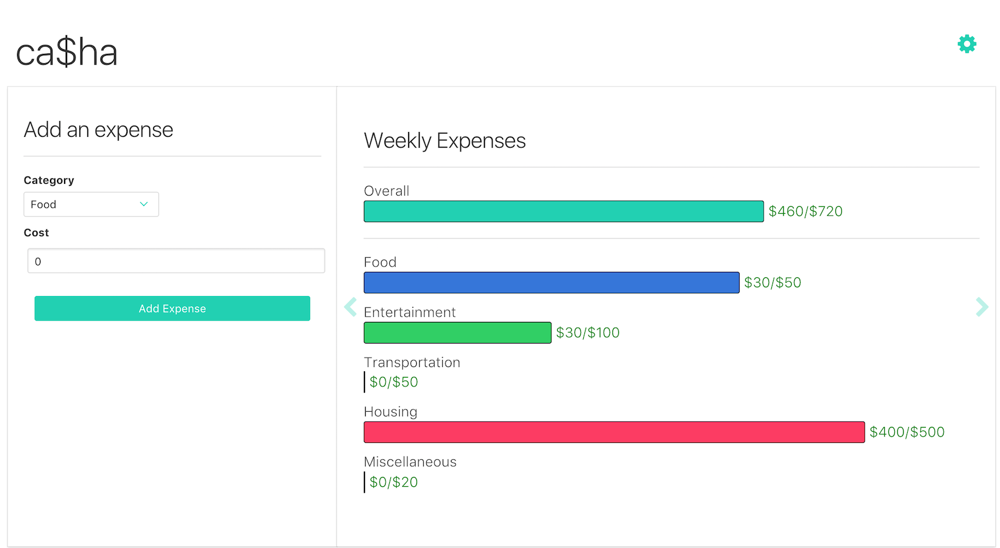 ca$ha
Add an expense
Category
Food
Cost
0
Add Expense
Weekly Expenses
Overall
$460/$720
Food
$30/$50
Entertainment
$30/$100
Transportation
$0/$50
Housing
$400/$500
Miscellaneous
$0/$20